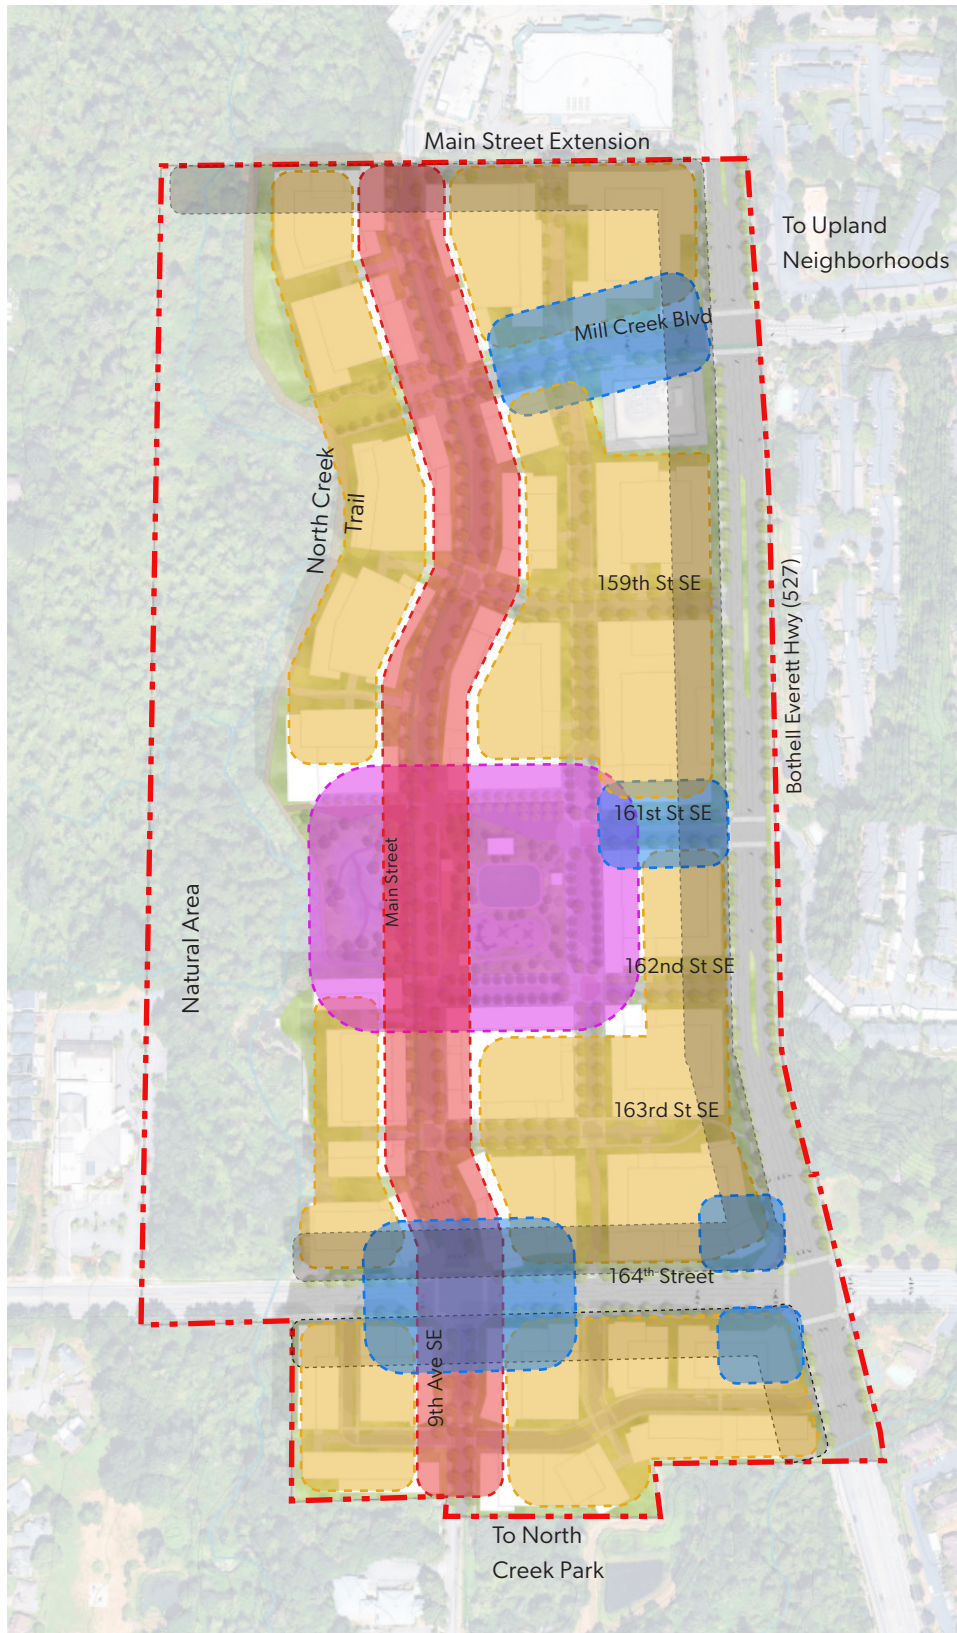 Main Street Extension
To Upland
Neighborhoods
Mill Creek Blvd
North Creek
Trail
159th St SE
Bothell Everett Hwy (527)
161st St SE
Main Street
Natural Area
162nd St SE
163rd St SE
164th Street
9th Ave SE
To North
Creek Park